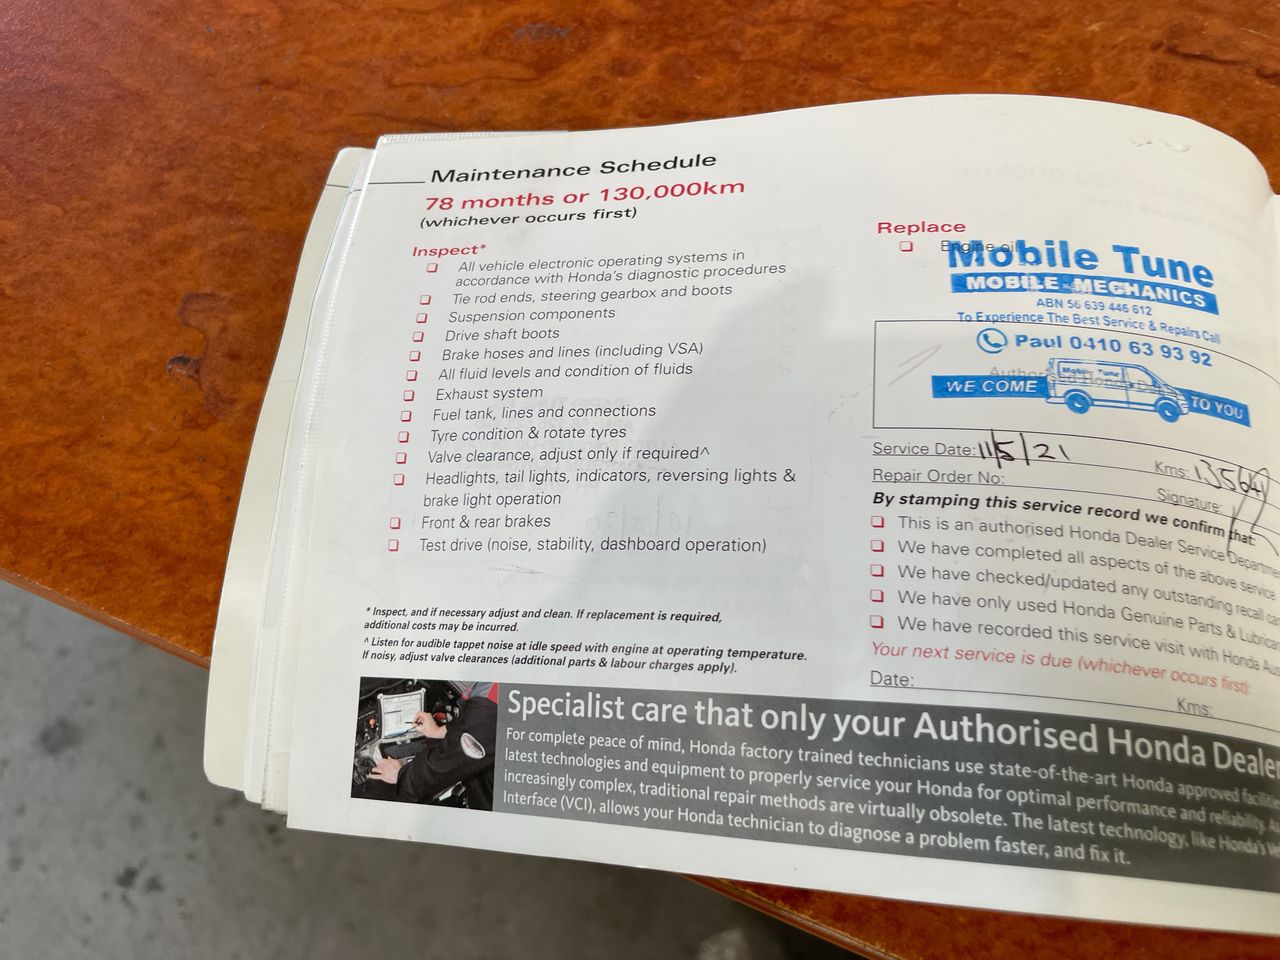 Maintenance Schedule
78 months or 130,000km
(whichever occurs first)
Inspect*
All vehicle electronic operating systems in
accordance with Honda's diagnostic procedures
Tie rod ends, steering gearbox and boots
Suspension components
Drive shaft boots
Brake hoses and lines (including VSA)
All fluid levels and condition of fluids
Exhaust system
Fuel tank, lines and connections
Tyre condition & rotate tyres
Valve clearance, adjust only if required^
Headlights, tail lights, indicators, reversing lights &
brake light operation
Front & rear brakes
Test drive (noise, stability, dashboard operation)
* Inspect, and if necessary adjust and clean. If replacement is required,
additional costs may be incurred.
^ Listen for audible tappet noise at idle speed with engine at operating temperature.
If noisy, adjust valve clearances (additional parts & labour charges apply).
Replace
Engine oil
Mobile Tune
MOBILE MECHANICS
ABN 56 639 446 612
To Experience The Best Service & Repairs Call
Paul 0410 63 93 92
Mobile Tune
WE COME TO YOU
Authorised Honda
Service Date: 11/5/21 Kms: 135641
Repair Order No: Signature:
By stamping this service record we confirm that:
This is an authorised Honda Dealer Service
We have completed all aspects of the above service
We have checked/updated any outstanding recall
We have only used Honda Genuine Parts &
We have recorded this service visit with Honda
Your next service is due (whichever occurs first):
Date: Kms:
Specialist care that only your Authorised Honda Dealer
For complete peace of mind, Honda factory trained technicians use state-of-the-art Honda approved
latest technologies and equipment to properly service your Honda for optimal performance and reliability.
increasingly complex, traditional repair methods are virtually obsolete. The latest technology, like Honda's
Interface (VCI), allows your Honda technician to diagnose a problem faster, and fix it.